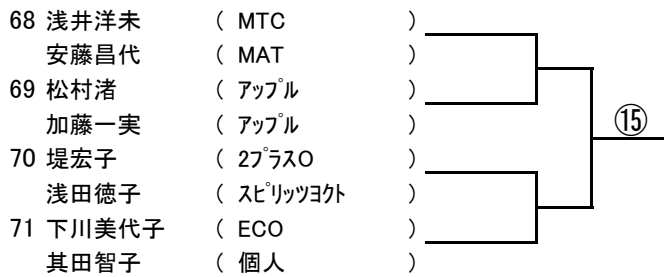 68 浅井洋未 ( MTC )
安藤昌代 ( MAT )
69 松村渚 ( ｱｯﾌﾟﾙ )
加藤一実 ( ｱｯﾌﾟﾙ )
⑮
70 堤宏子 ( 2ﾌﾟﾗｽO )
浅田徳子 ( ｽﾋﾟﾘｯﾂﾖｸﾄ )
71 下川美代子 ( ECO )
其田智子 ( 個人 )